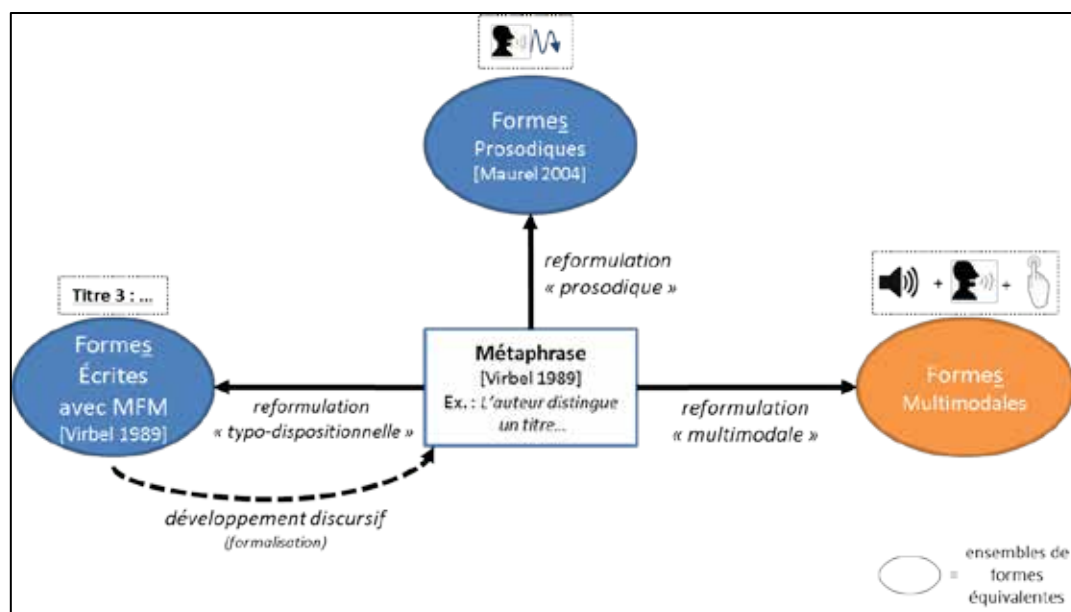 Formes
Prosodiques
[Maurel 2004]
reformulation
« prosodique »
Titre 3 : ...
Formes
Écrites
avec MFM
[Virbel 1989]
reformulation
« typo-dispositionnelle »
Métaphrase
[Virbel 1989]
Ex. : L'auteur distingue
un titre...
+
+
reformulation
« multimodale »
Formes
Multimodales
développement discursif
(formalisation)
= ensembles de
formes
équivalentes